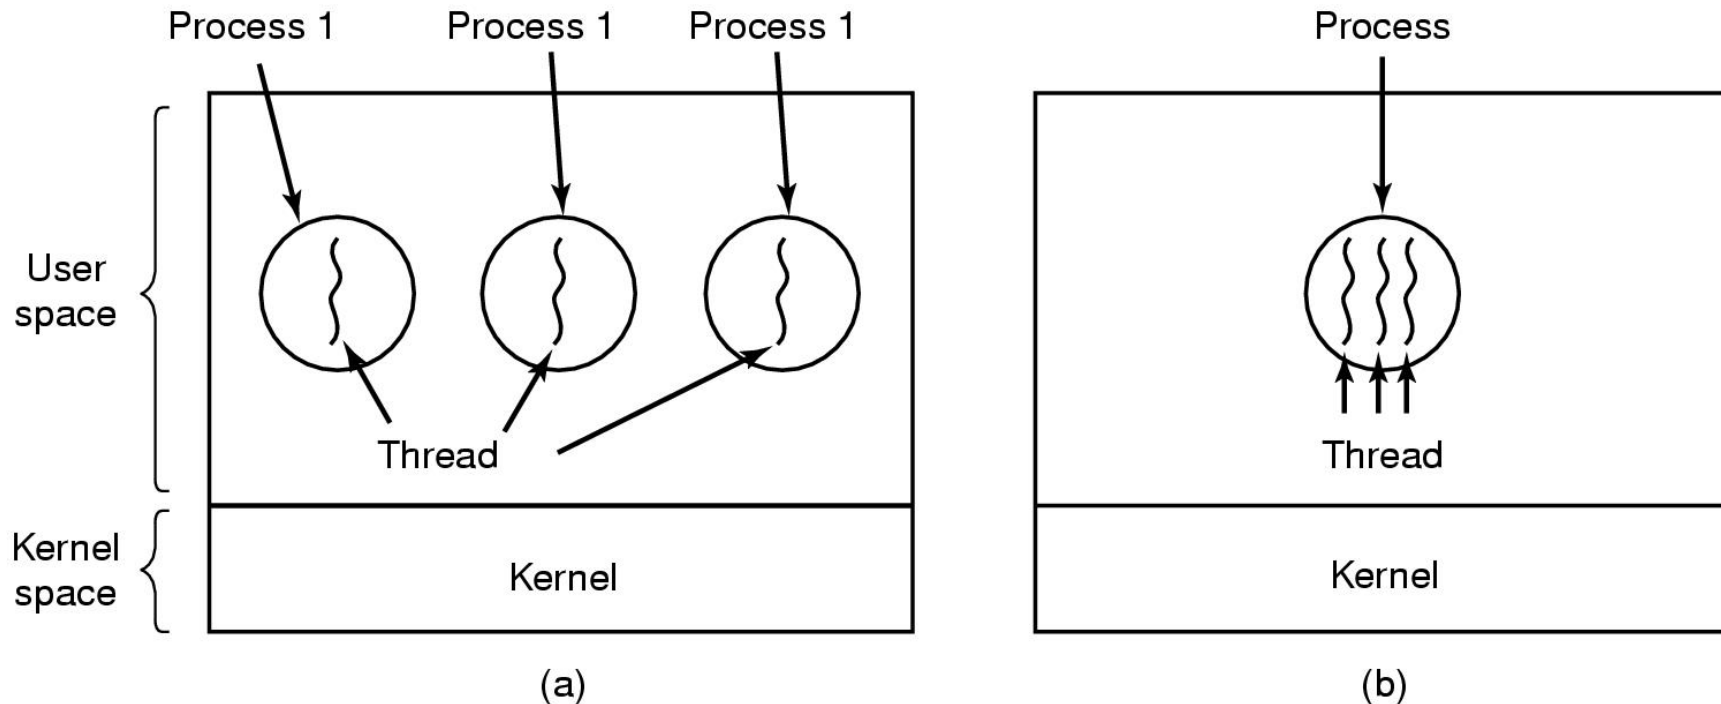 Process 1
Process 1
Process 1
Process
User
space
Thread
Thread
Kernel
space
Kernel
Kernel
(a)
(b)